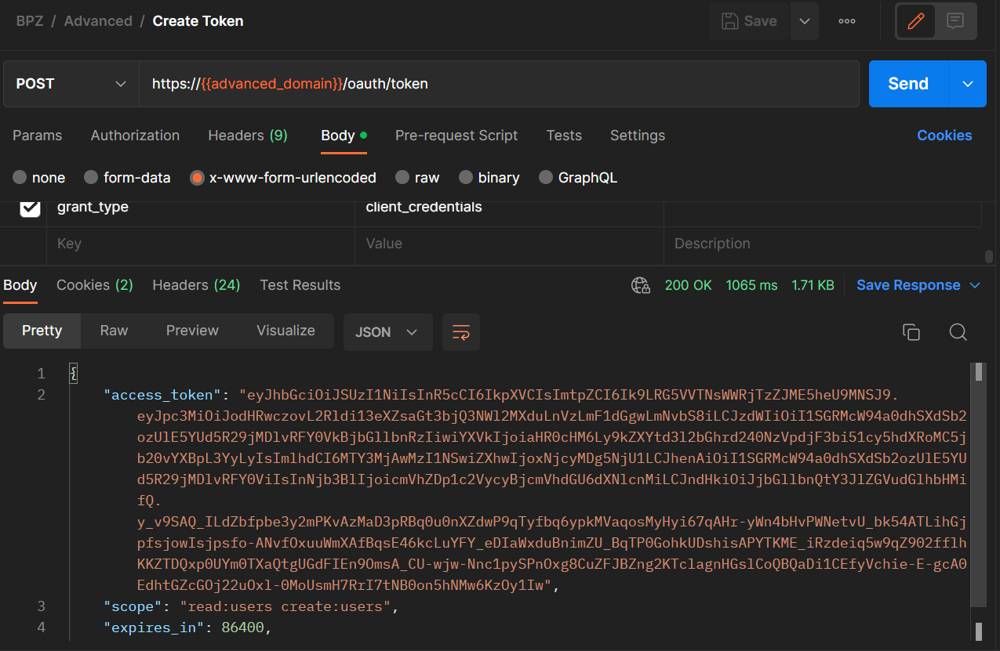 BPZ / Advanced / Create Token
Save
POST
https://{{advanced_domain}}/oauth/token
Send
Params Authorization Headers (9) Body Pre-request Script Tests Settings Cookies
none form-data x-www-form-urlencoded raw binary GraphQL
grant_type client_credentials
Key Value Description
Body Cookies (2) Headers (24) Test Results 200 OK 1065 ms 1.71 KB Save Response
Pretty Raw Preview Visualize JSON
1 {
2 "access_token": "eyJhbGciOiJSUzI1NiIsInR5cCI6IkpXVCIsImtpZCI6Ik9LRG5VVTNsWWRjTzZJME5heU9MNSJ9.
eyJpc3MiOiJodHRwczovL2Rldi13eXZsaGt3bjQ3NWl2MXduLnVzLmF1dGgwLmNvbS8iLCJzdWIiOiI1SGRMcW94a0dhSXdSb2
ozUlE5YUd5R29jMDlvRFY0VkBjbGllbnRzIiwiYXVkIjoiaHR0cHM6Ly9kZXYtd3l2bGhrd240NzVpdjF3bi51cy5hdXRoMC5j
b20vYXBpL3YyLyIsImlhdCI6MTY3MjAwMzI1NSwiZXhwIjoxNjcyMDg5NjU1LCJhenAiOiI1SGRMcW94a0dhSXdSb2ozUlE5YU
d5R29jMDlvRFY0ViIsInNjb3BlIjoicmVhZDp1c2VycyBjcmVhdGU6dXNlcnMiLCJndHkiOiJjbGllbnQtY3JlZGVudGlhbHMi
fQ.
y_v9SAQ_ILdZbfpbe3y2mPKvAzMaD3pRBq0u0nXZdwP9qTyfbq6ypkMVaqosMyHyi67qAHr-yWn4bHvPWNetvU_bk54ATLihGj
pfsjowIsjpsfo-ANvfOxuuWmXAfBqsE46kcLuYFY_eDIaWxduBnimZU_BqTP0GohkUDshisAPYTKME_iRzdeiq5w9qZ902fflh
KKZTDQxp0UYm0TXaQtgUGdFIEn9OmsA_CU-wjw-Nnc1pySPnOxg8CuZFJBZng2KTclagnHGslCoQBQaDi1CEfyVchie-E-gcA0
EdhtGZcGOj22uOxl-0MoUsmH7RrI7tNB0on5hNMw6KzOy1Iw",
3 "scope": "read:users create:users",
4 "expires_in": 86400,